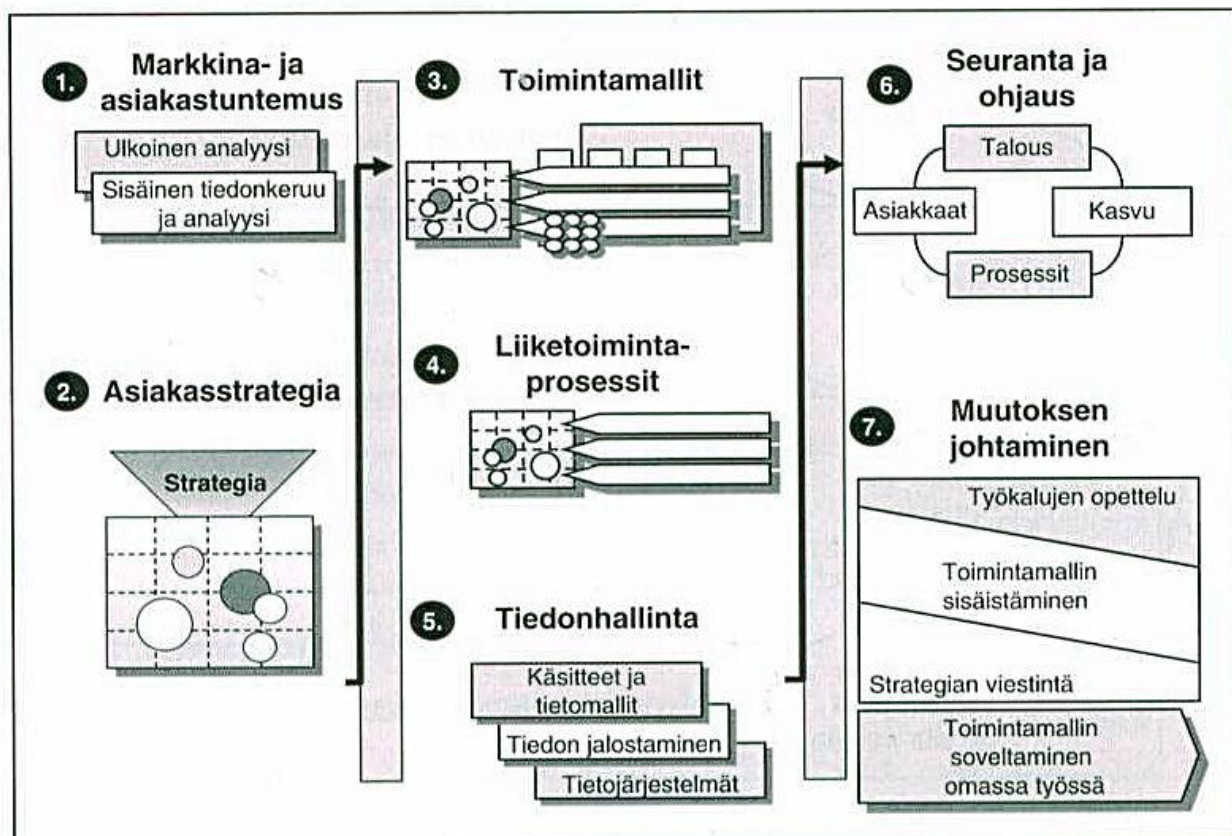 1.
Markkina- ja
asiakastuntemus
Ulkoinen analyysi
Sisäinen tiedonkeruu
ja analyysi
2.
Asiakasstrategia
Strategia
3.
Toimintamallit
4.
Liiketoiminta-
prosessit
5.
Tiedonhallinta
Käsitteet ja
tietomallit
Tiedon jalostaminen
Tietojärjestelmät
6.
Seuranta ja
ohjaus
Talous
Asiakkaat
Kasvu
Prosessit
7.
Muutoksen
johtaminen
Työkalujen opettelu
Toimintamallin
sisäistäminen
Strategian viestintä
Toimintamallin
soveltaminen
omassa työssä